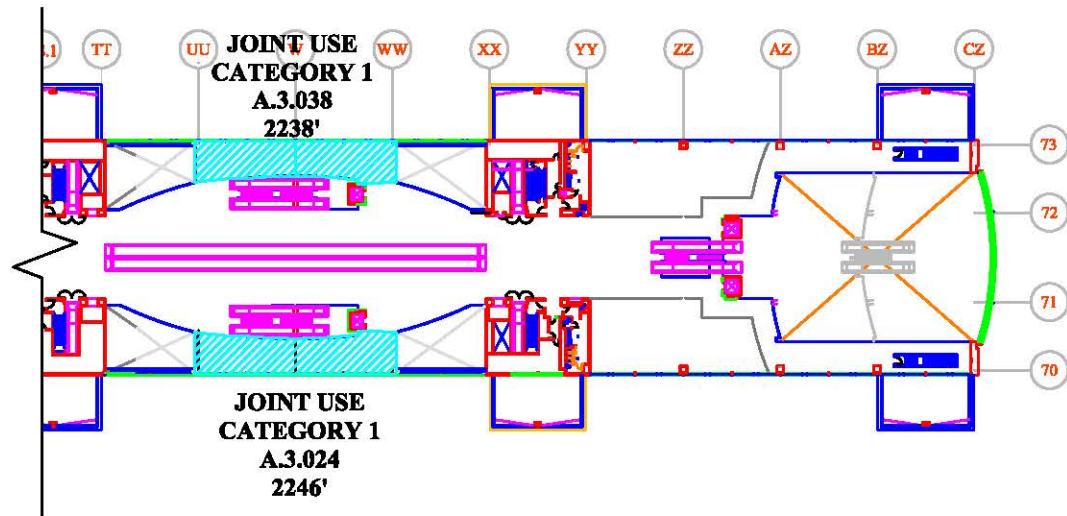 TT
UU
W
WW
XX
YY
ZZ
AZ
BZ
CZ
JOINT USE
CATEGORY 1
A.3.038
2238'
73
72
71
70
JOINT USE
CATEGORY 1
A.3.024
2246'